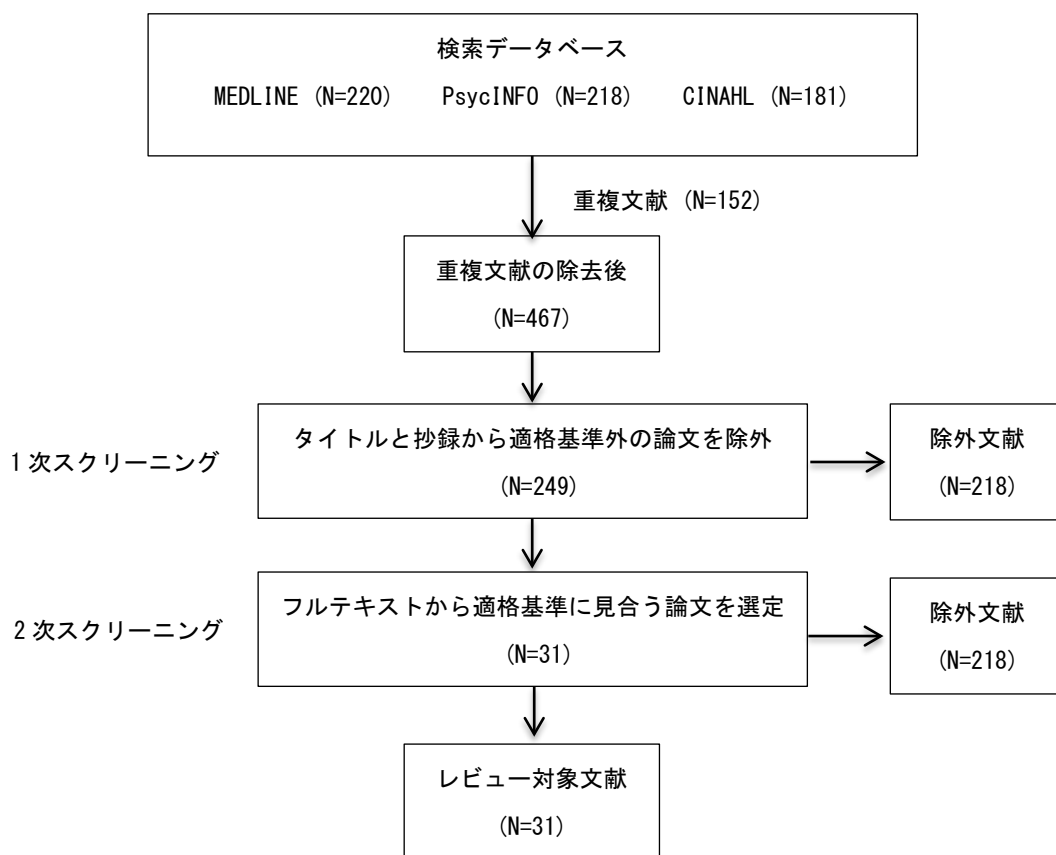 検索データベース
MEDLINE (N=220) PsycINFO (N=218) CINAHL (N=181)
重複文献 (N=152)
重複文献の除去後
(N=467)
1次スクリーニング
タイトルと抄録から適格基準外の論文を除外
(N=249)
除外文献
(N=218)
2次スクリーニング
フルテキストから適格基準に見合う論文を選定
(N=31)
除外文献
(N=218)
レビュー対象文献
(N=31)